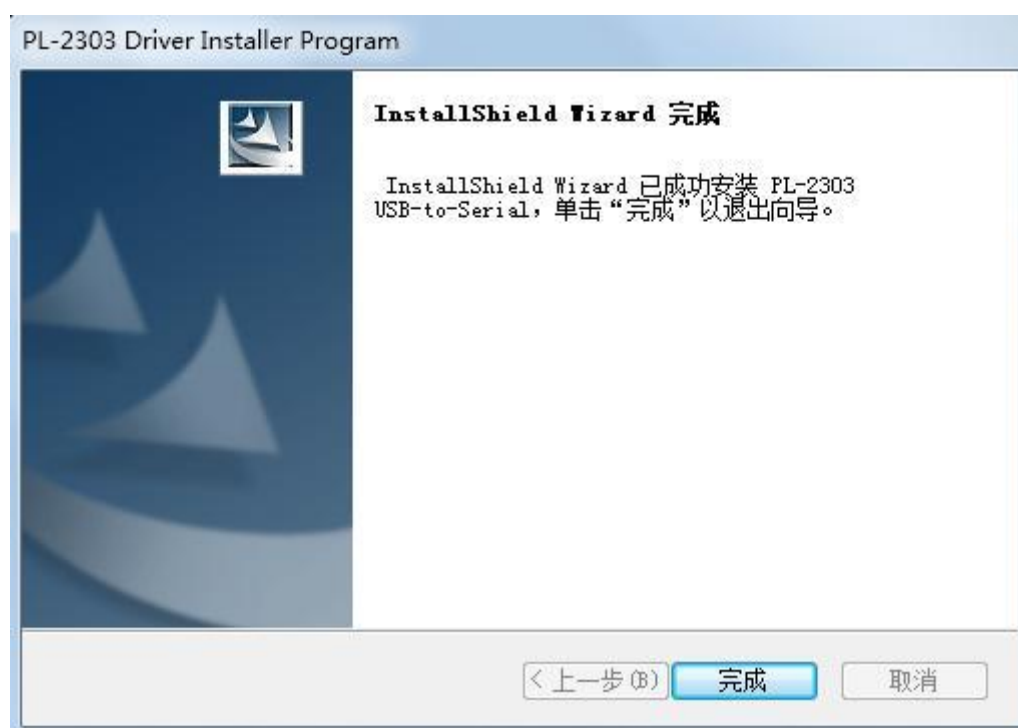 PL-2303 Driver Installer Program
InstallShield Wizard 完成
InstallShield Wizard 已成功安装 PL-2303
USB-to-Serial，单击“完成”以退出向导。
<上一步(B)
完成
取消